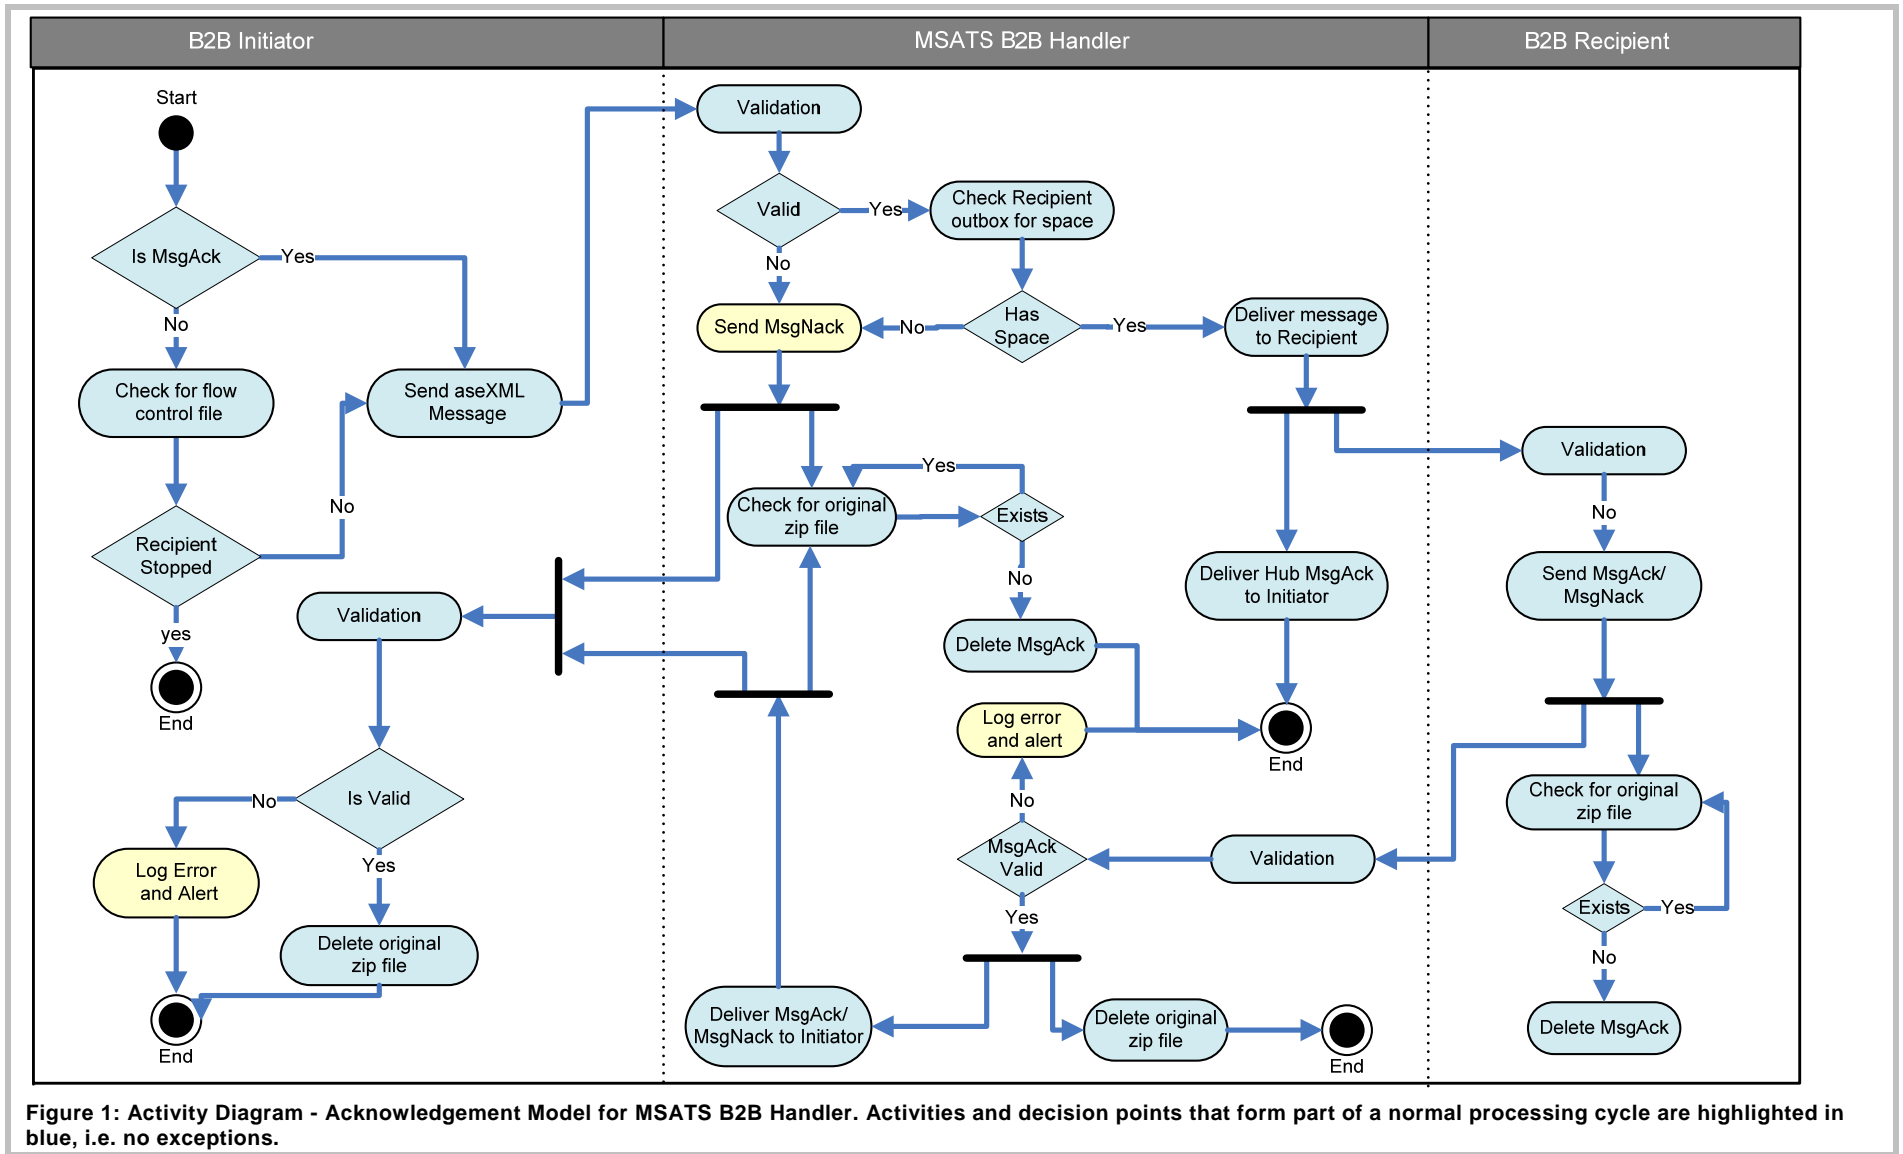 B2B Initiator
MSATS B2B Handler
B2B Recipient
Start
Is MsgAck
Yes
No
Check for flow
control file
Send aseXML
Message
No
Recipient
Stopped
yes
End
Validation
Is Valid
No
Yes
Log Error
and Alert
Delete original
zip file
End
Validation
Valid
Yes
Check Recipient
outbox for space
No
Send MsgNack
No
Has
Space
Yes
Deliver message
to Recipient
Yes
Check for original
zip file
Exists
No
Delete MsgAck
Deliver Hub MsgAck
to Initiator
Log error
and alert
End
No
MsgAck
Valid
Validation
Yes
Deliver MsgAck/
MsgNack to Initiator
Delete original
zip file
End
Validation
No
Send MsgAck/
MsgNack
Check for original
zip file
Exists
Yes
No
Delete MsgAck
Figure 1: Activity Diagram - Acknowledgement Model for MSATS B2B Handler. Activities and decision points that form part of a normal processing cycle are highlighted in
blue, i.e. no exceptions.